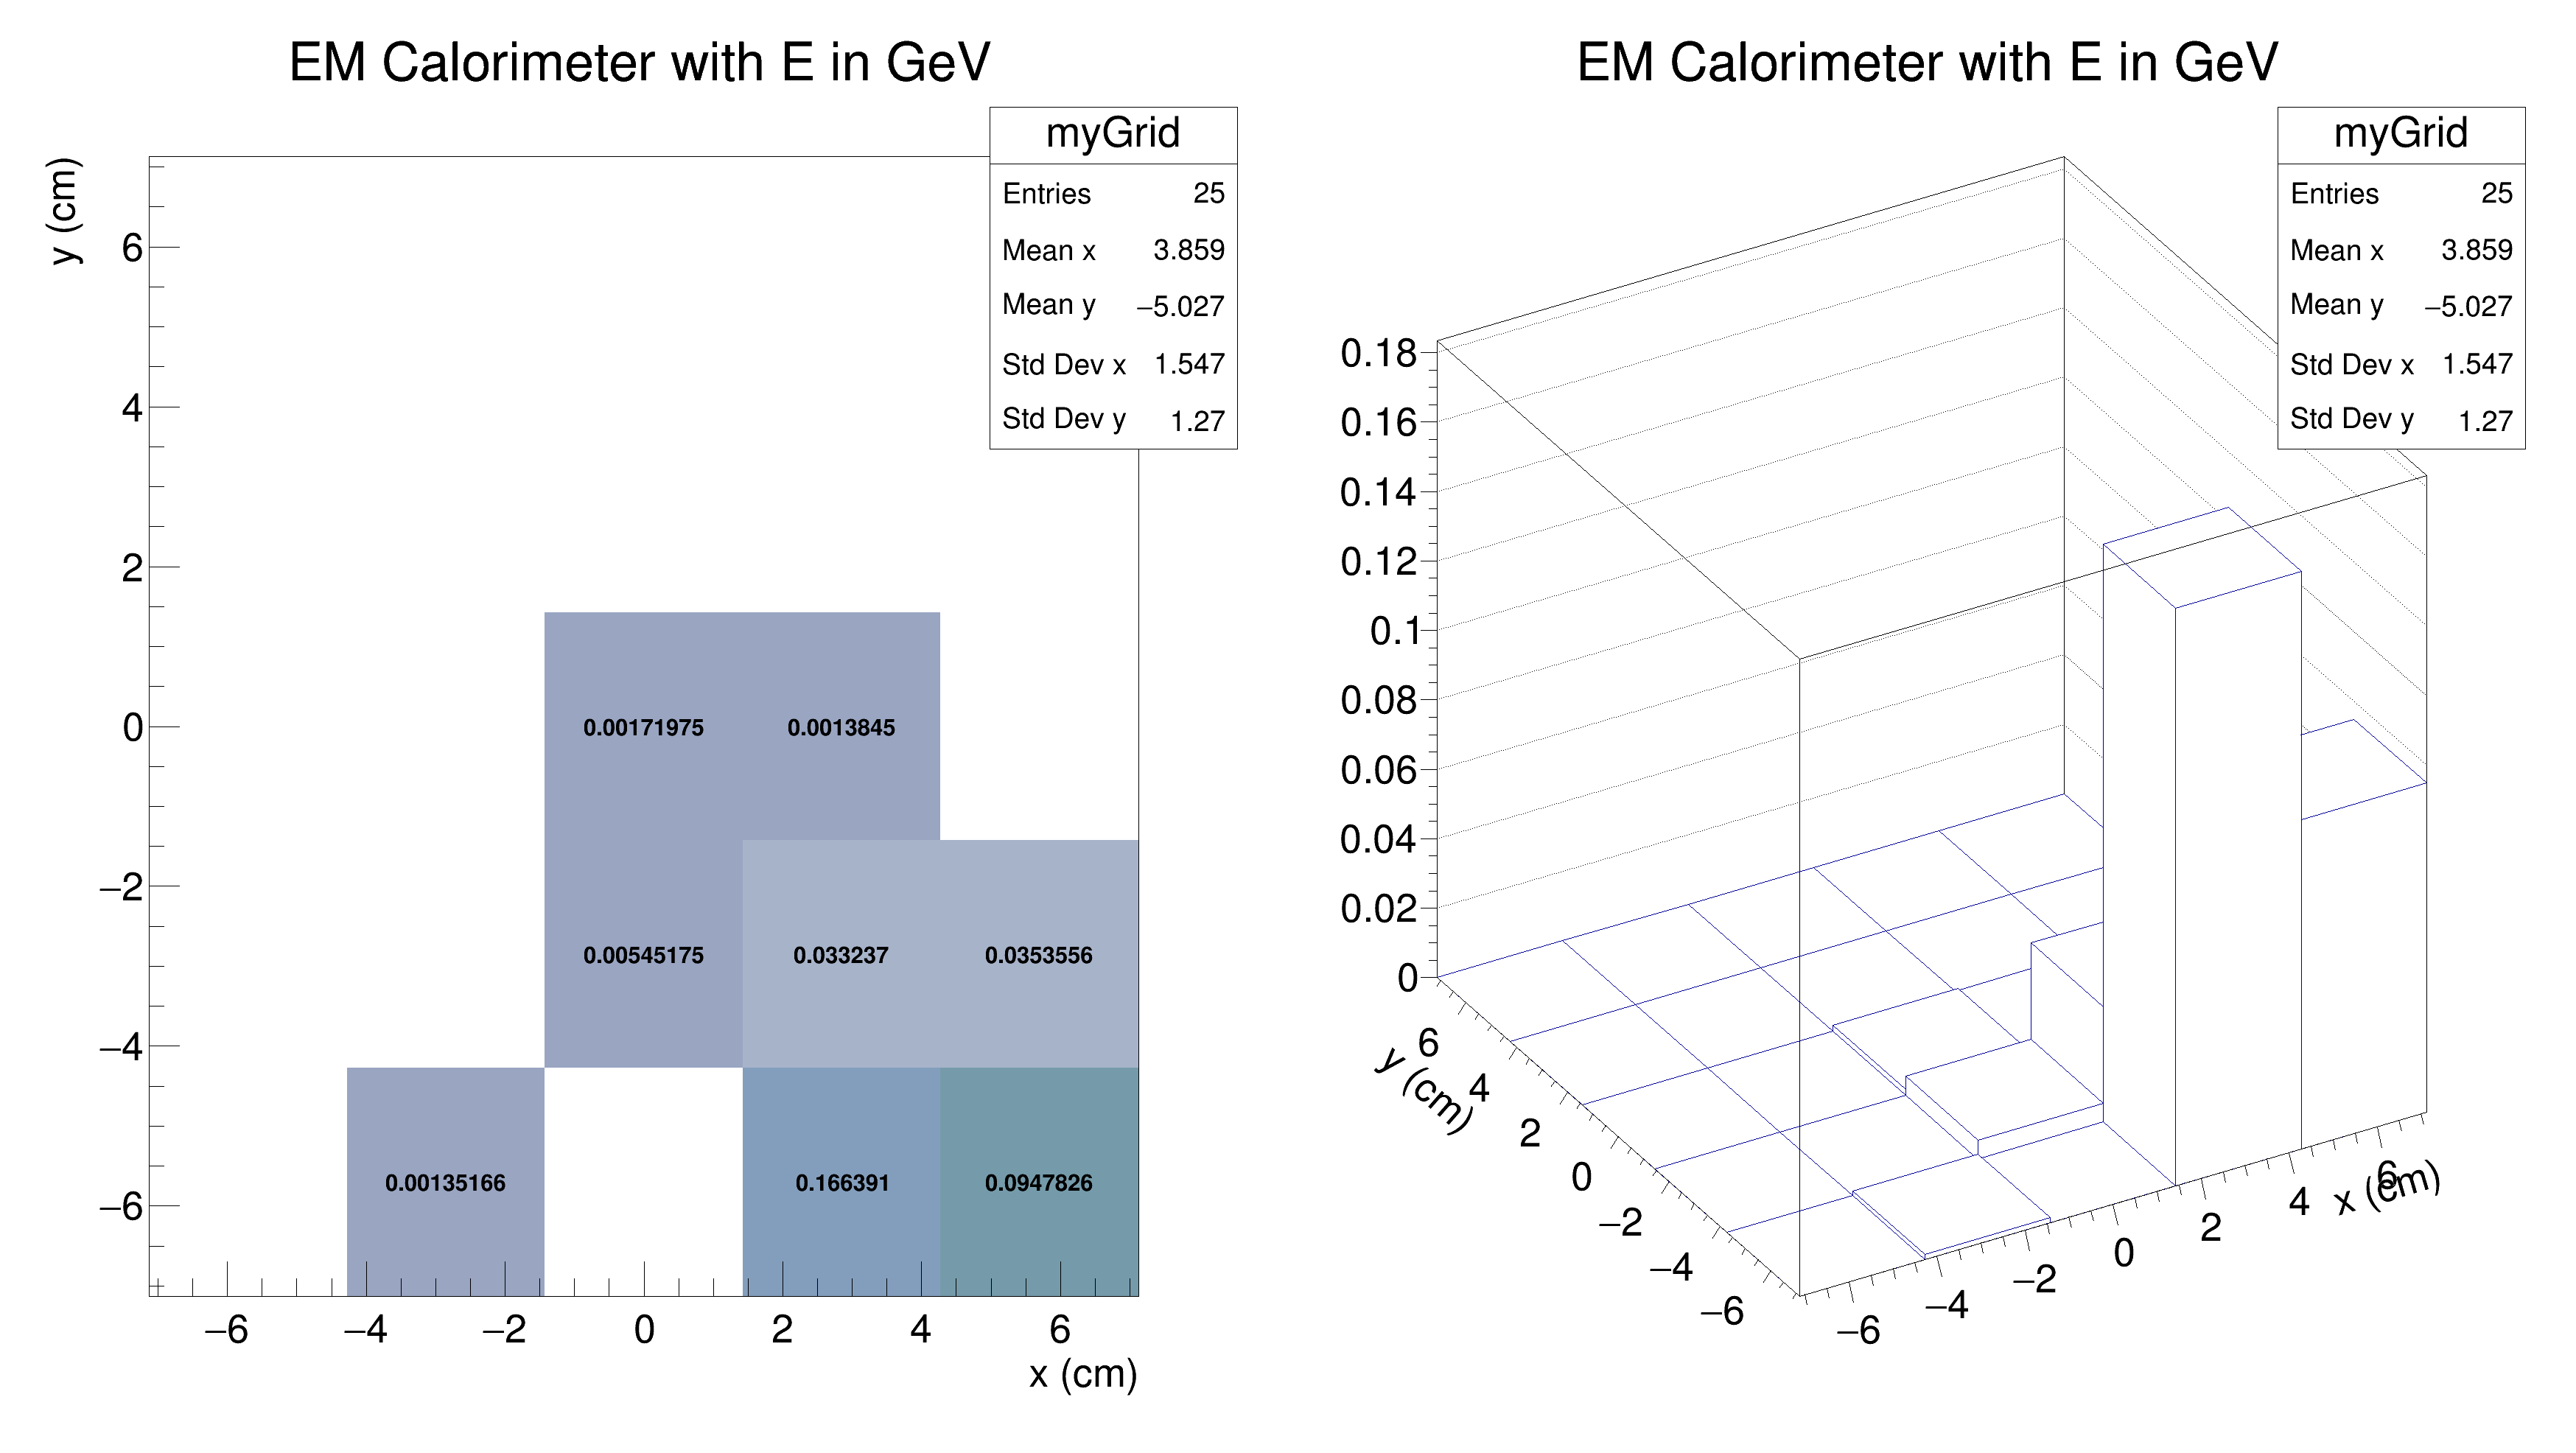 EM Calorimeter with E in GeV
myGrid
Entries 25
Mean x 3.859
Mean y −5.027
Std Dev x 1.547
Std Dev y 1.27
y (cm)
6
4
2
0
−2
−4
−6
0.00171975 0.0013845
0.00545175 0.033237 0.0353556
0.00135166 0.166391 0.0947826
−6 −4 −2 0 2 4 6
x (cm)
EM Calorimeter with E in GeV
myGrid
Entries 25
Mean x 3.859
Mean y −5.027
Std Dev x 1.547
Std Dev y 1.27
0.18
0.16
0.14
0.12
0.1
0.08
0.06
0.04
0.02
0
6
4
2
0
−2
−4
−6
y (cm)
−6
−4
−2
0
2
4
6
x (cm)